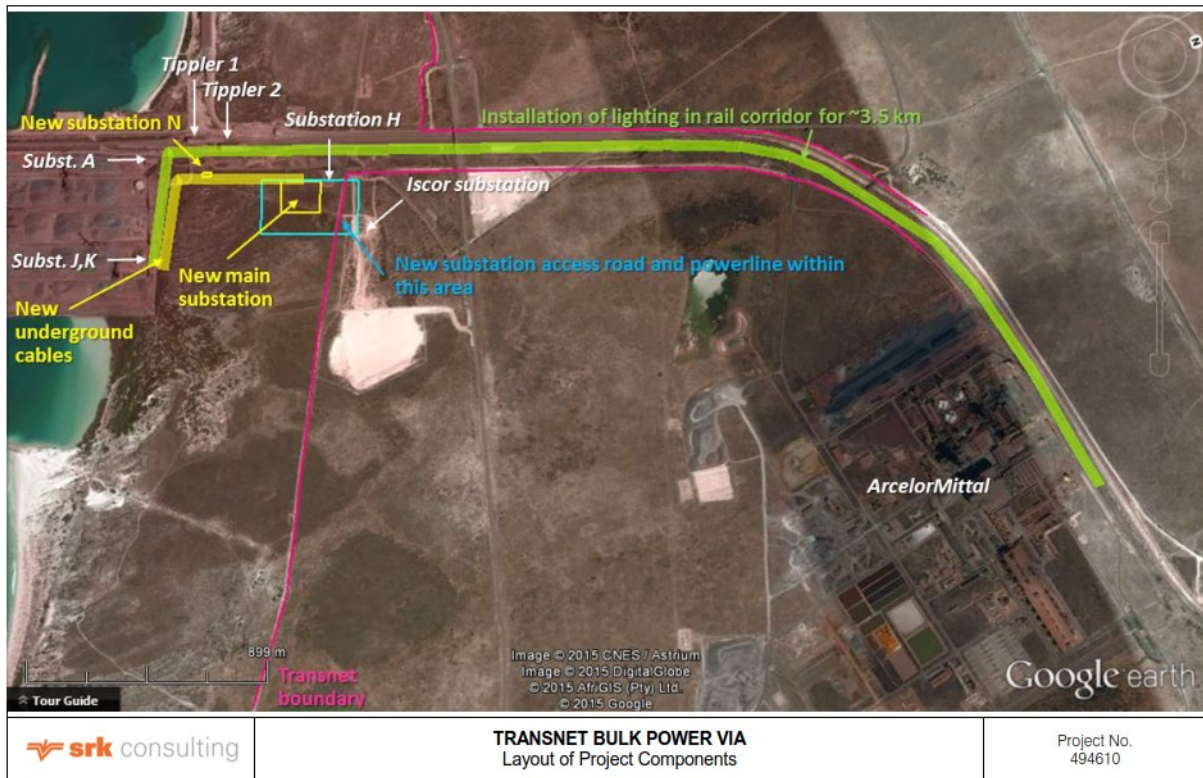 Tippler 1
Tippler 2
New substation N
Substation H
Installation of lighting in rail corridor for ~3.5 km
Subst. A
Iscor substation
Subst. J,K
New main
substation
New substation access road and powerline within
this area
New
underground
cables
ArcelorMittal
899 m
Transnet
boundary
Tour Guide
Image © 2015 CNES / Astrium
Image © 2015 DigitalGlobe
© 2015 AfriGIS (Pty) Ltd.
© 2015 Google
Google earth
N
srk consulting
TRANSNET BULK POWER VIA
Layout of Project Components
Project No.
494610